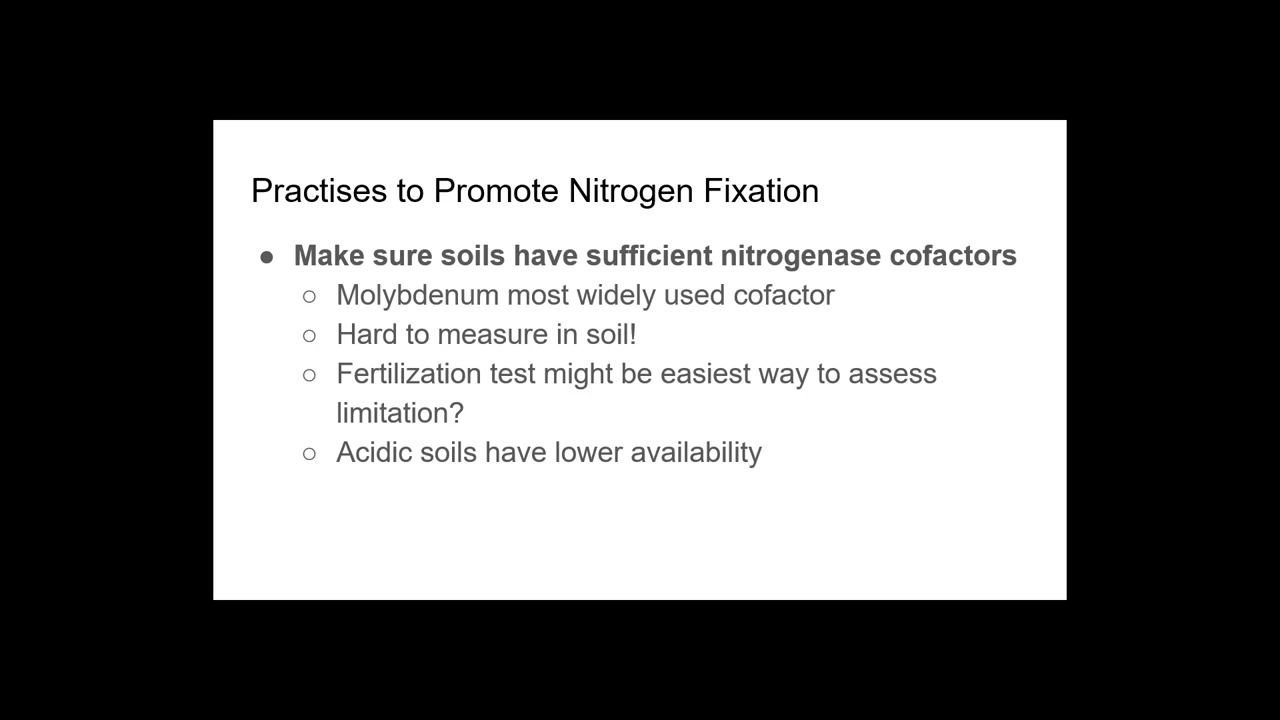 Practises to Promote Nitrogen Fixation
● Make sure soils have sufficient nitrogenase cofactors
○ Molybdenum most widely used cofactor
○ Hard to measure in soil!
○ Fertilization test might be easiest way to assess
limitation?
○ Acidic soils have lower availability